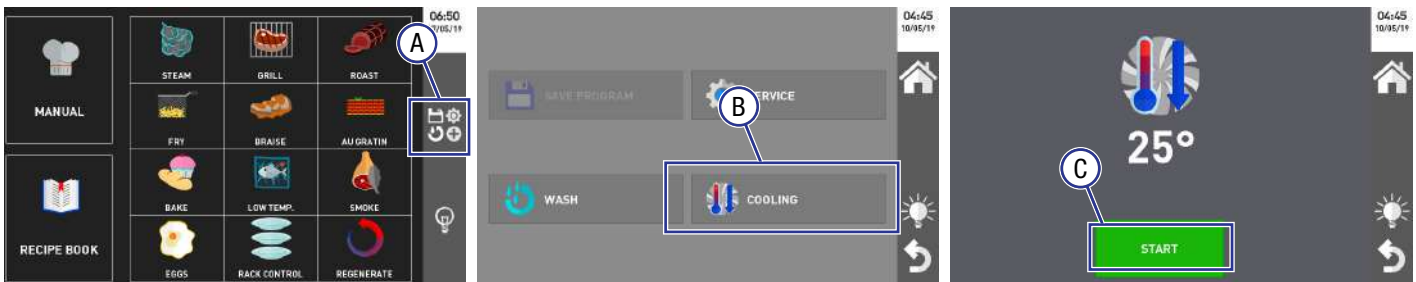 06:50
7/05/19
A
STEAM
GRILL
ROAST
MANUAL
FRY
BRAISE
AU GRATIN
BAKE
LOW TEMP.
SMOKE
RECIPE BOOK
EGGS
RACK CONTROL
REGENERATE
04:45
10/05/19
SAVE PROGRAM
ERVICE
B
WASH
COOLING
04:45
10/05/19
25°
C
START